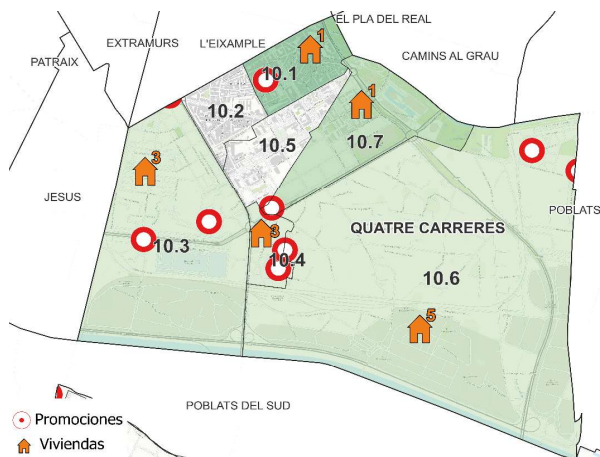 EL PLA DEL REAL
EXTRAMURS
L'EIXAMPLE
CAMINS AL GRAU
PATRAIX
1
10.1
1
10.2
10.5
10.7
3
JESUS
POBLATS
3
QUATRE CARRERES
10.3
10.4
10.6
5
POBLATS DEL SUD
Promociones
Viviendas